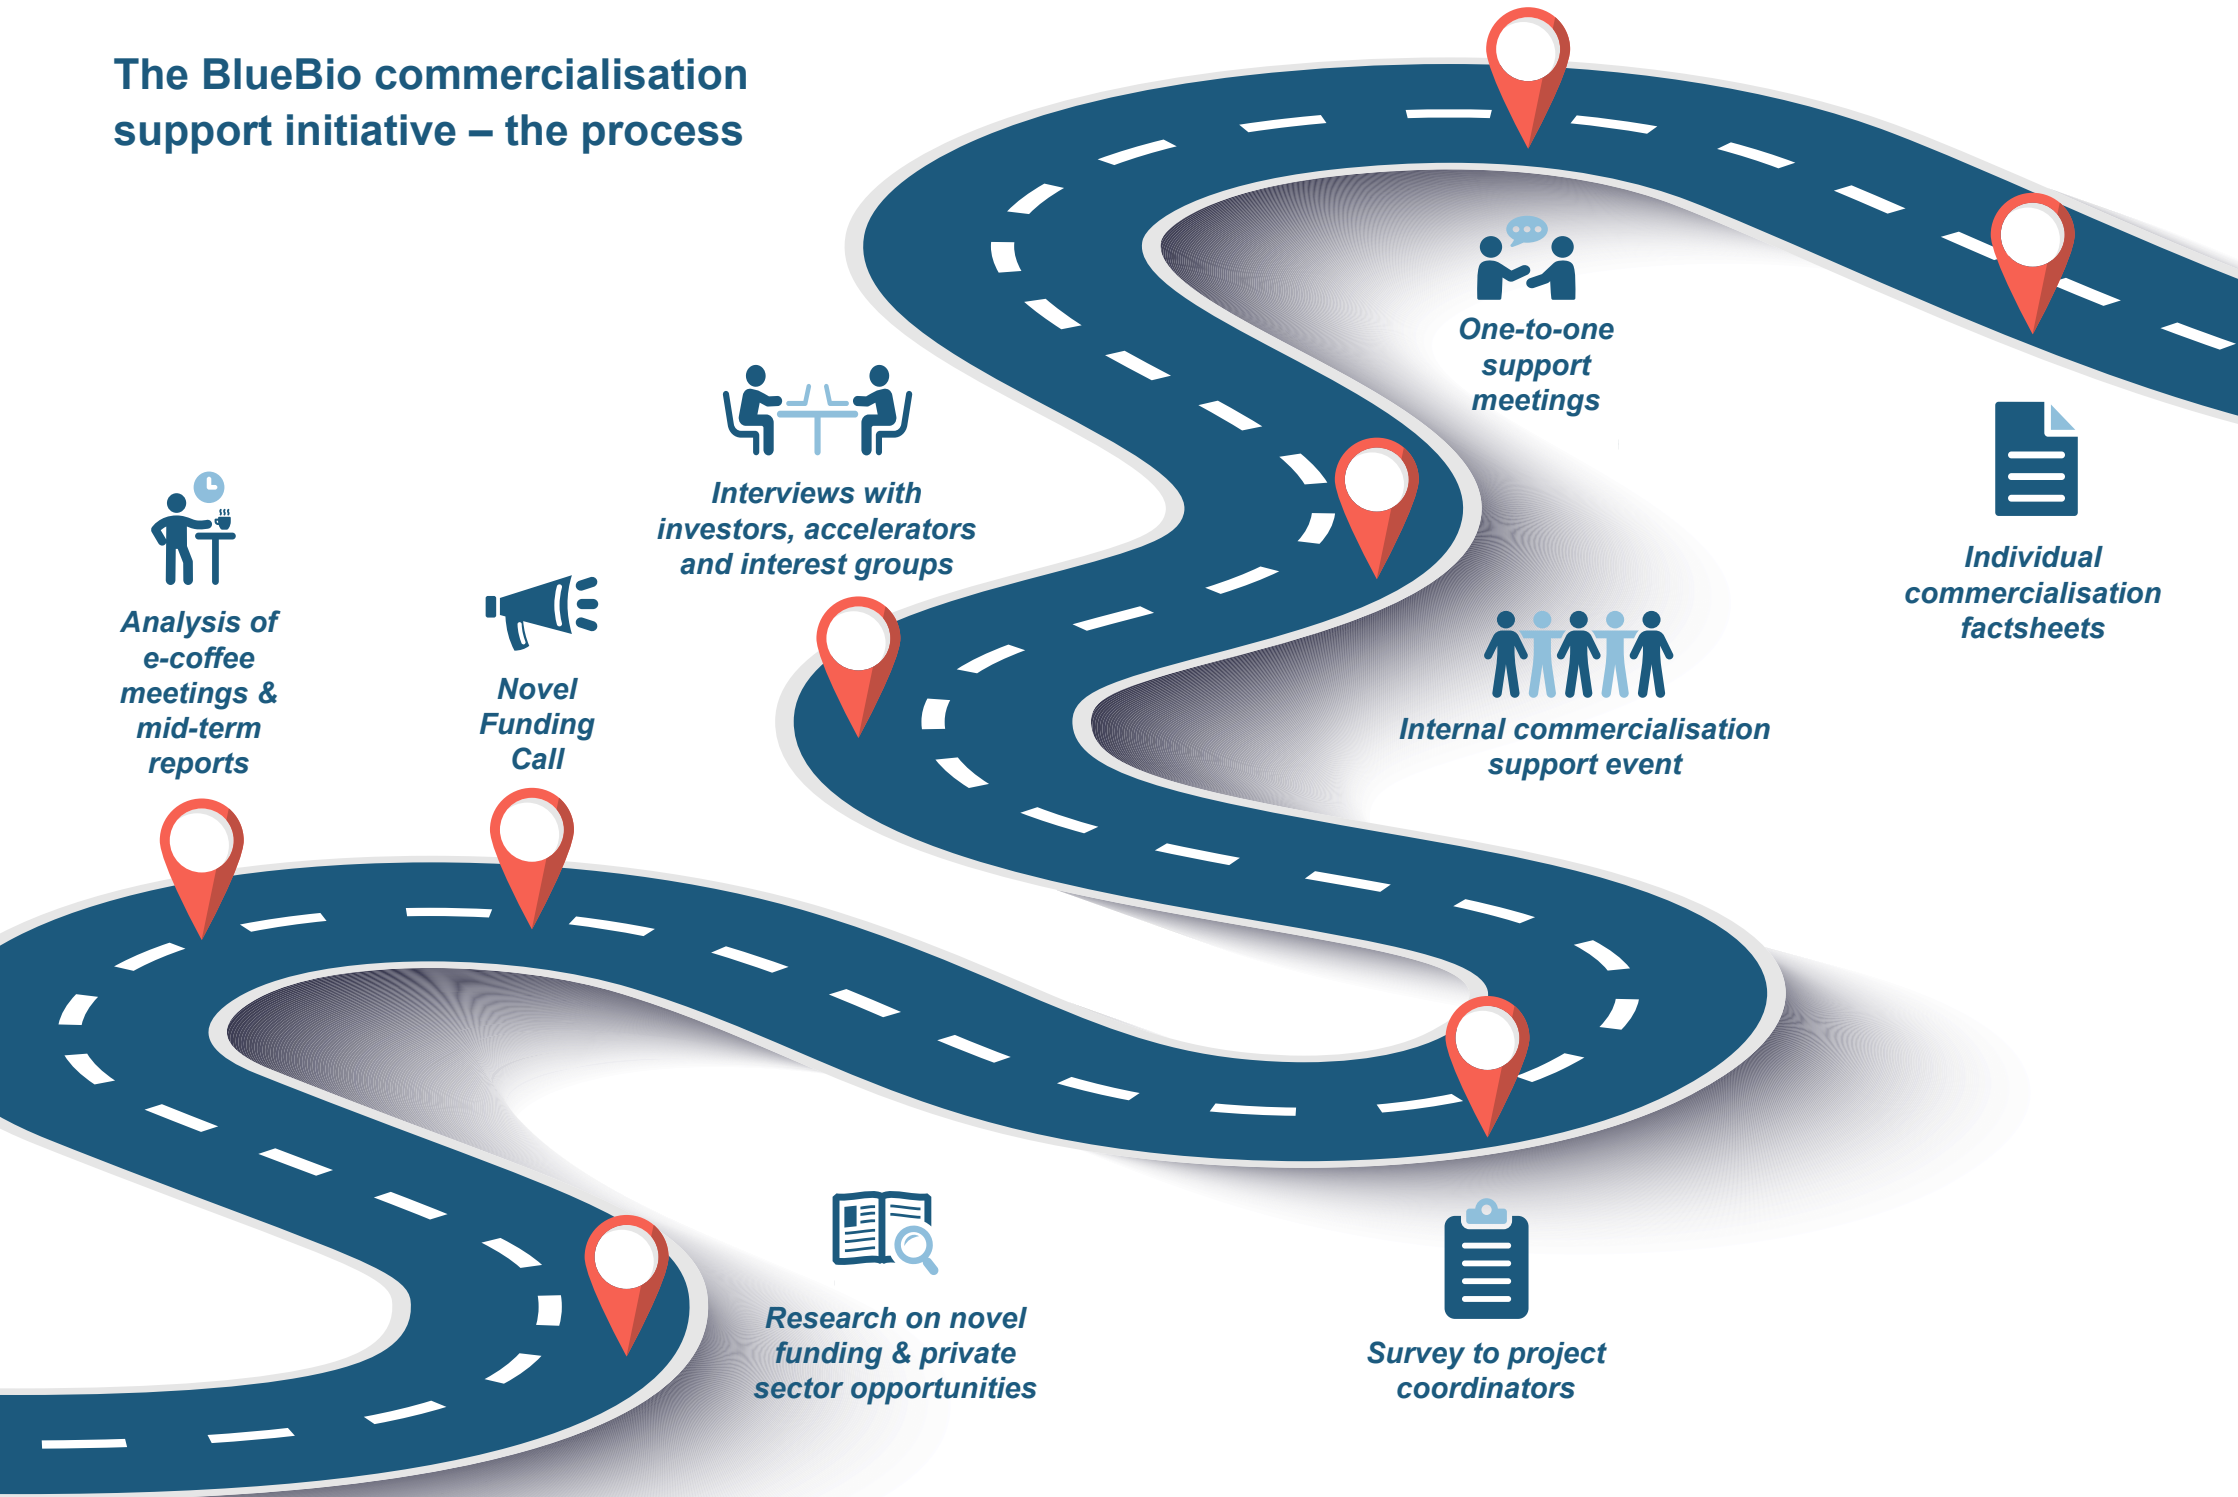 The BlueBio commercialisation
support initiative – the process
One-to-one
support
meetings
Interviews with
investors, accelerators
and interest groups
Individual
commercialisation
factsheets
Analysis of
e-coffee
meetings &
mid-term
reports
Novel
Funding
Call
Internal commercialisation
support event
Research on novel
funding & private
sector opportunities
Survey to project
coordinators